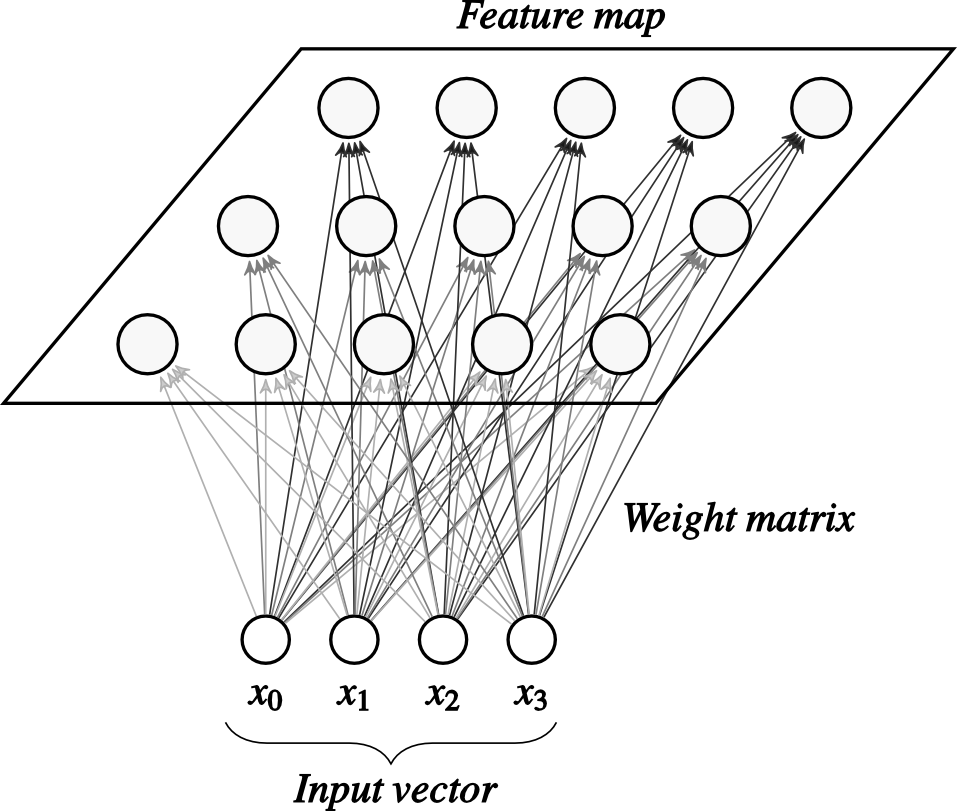 Feature map
Weight matrix
x0 x1 x2 x3
Input vector